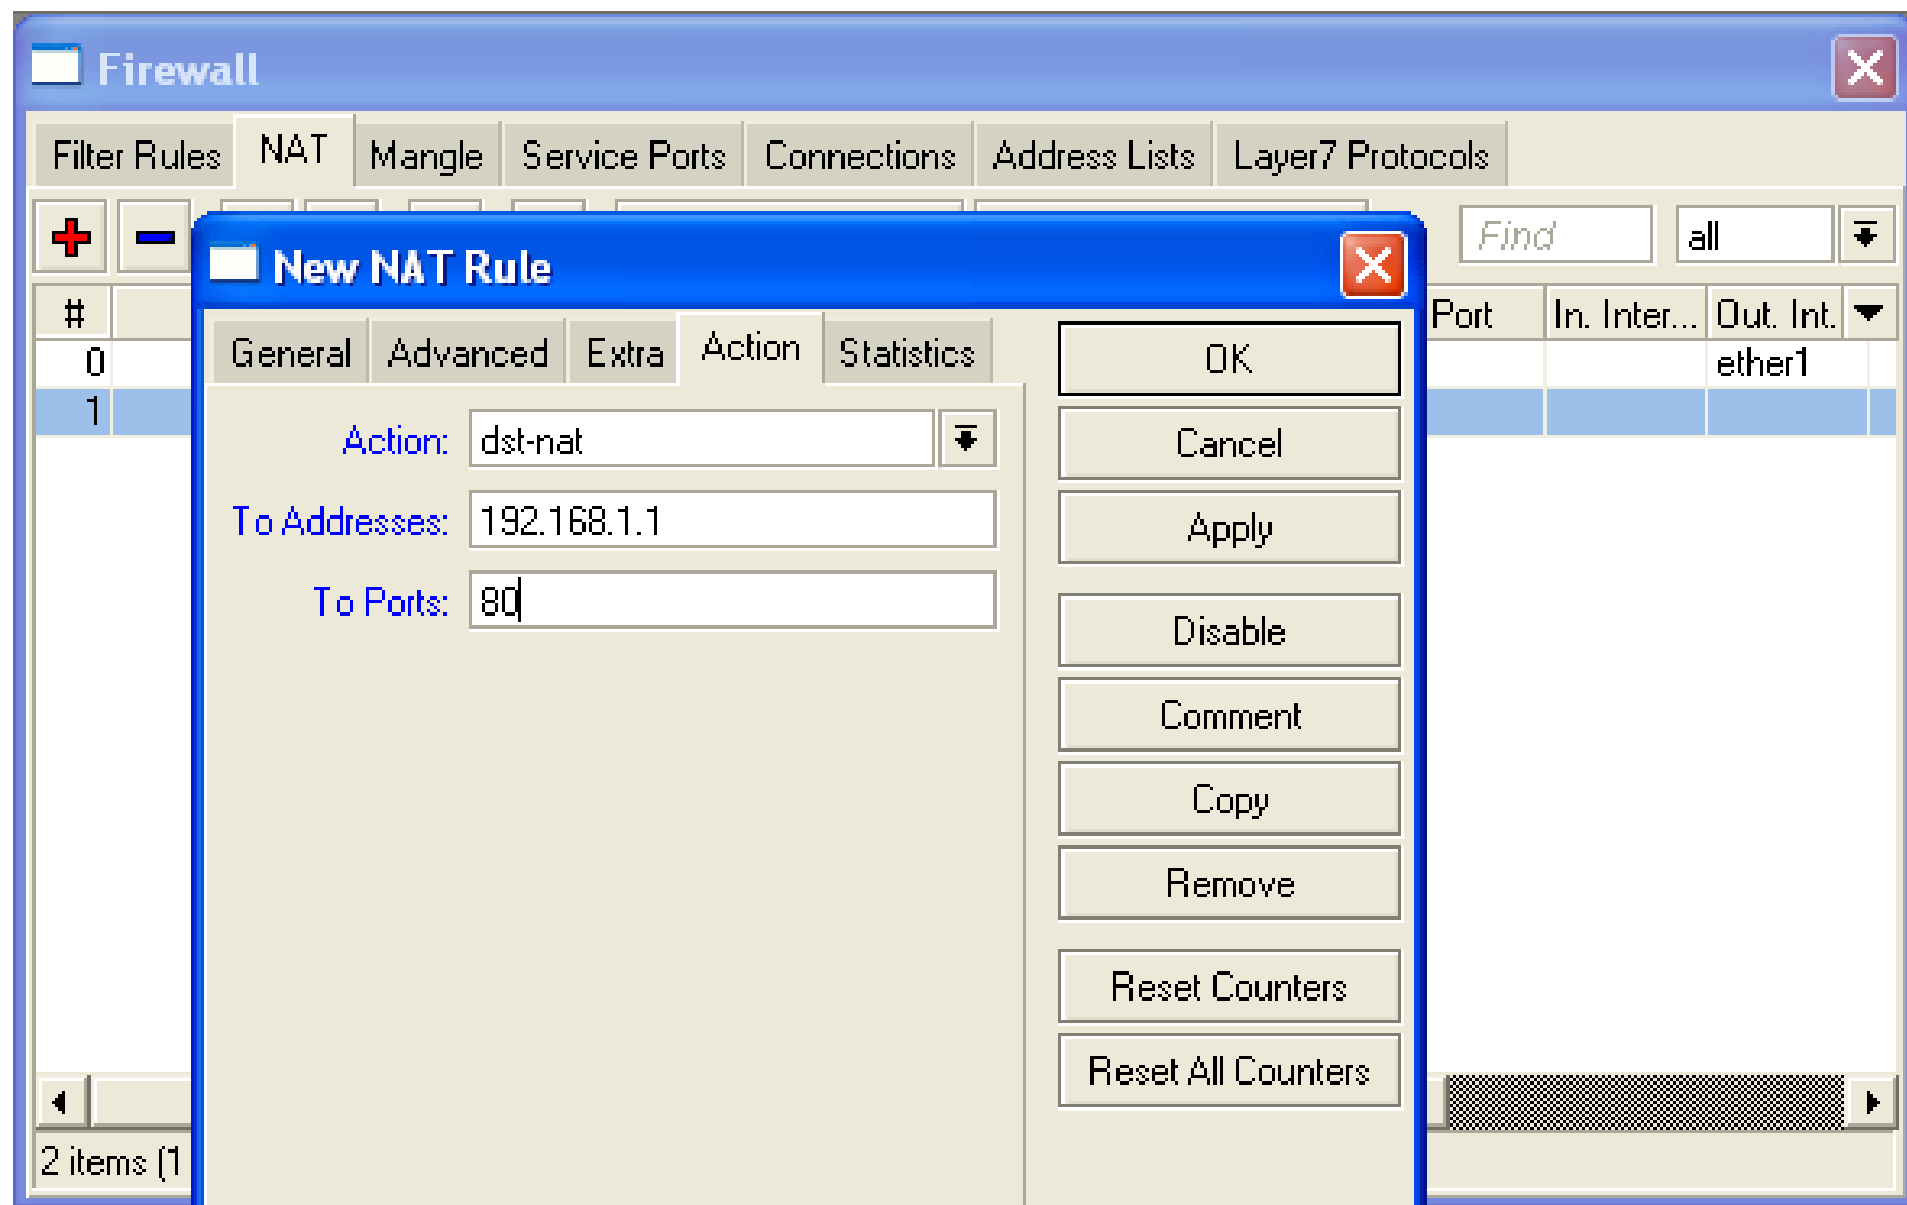 Firewall
Filter Rules NAT Mangle Service Ports Connections Address Lists Layer7 Protocols
Find all
New NAT Rule
# Port In. Inter... Out. Int.
General Advanced Extra Action Statistics OK
0 ether1
1
Action: dst-nat Cancel
To Addresses: 192.168.1.1 Apply
To Ports: 80 Disable
Comment
Copy
Remove
Reset Counters
Reset All Counters
2 items (1